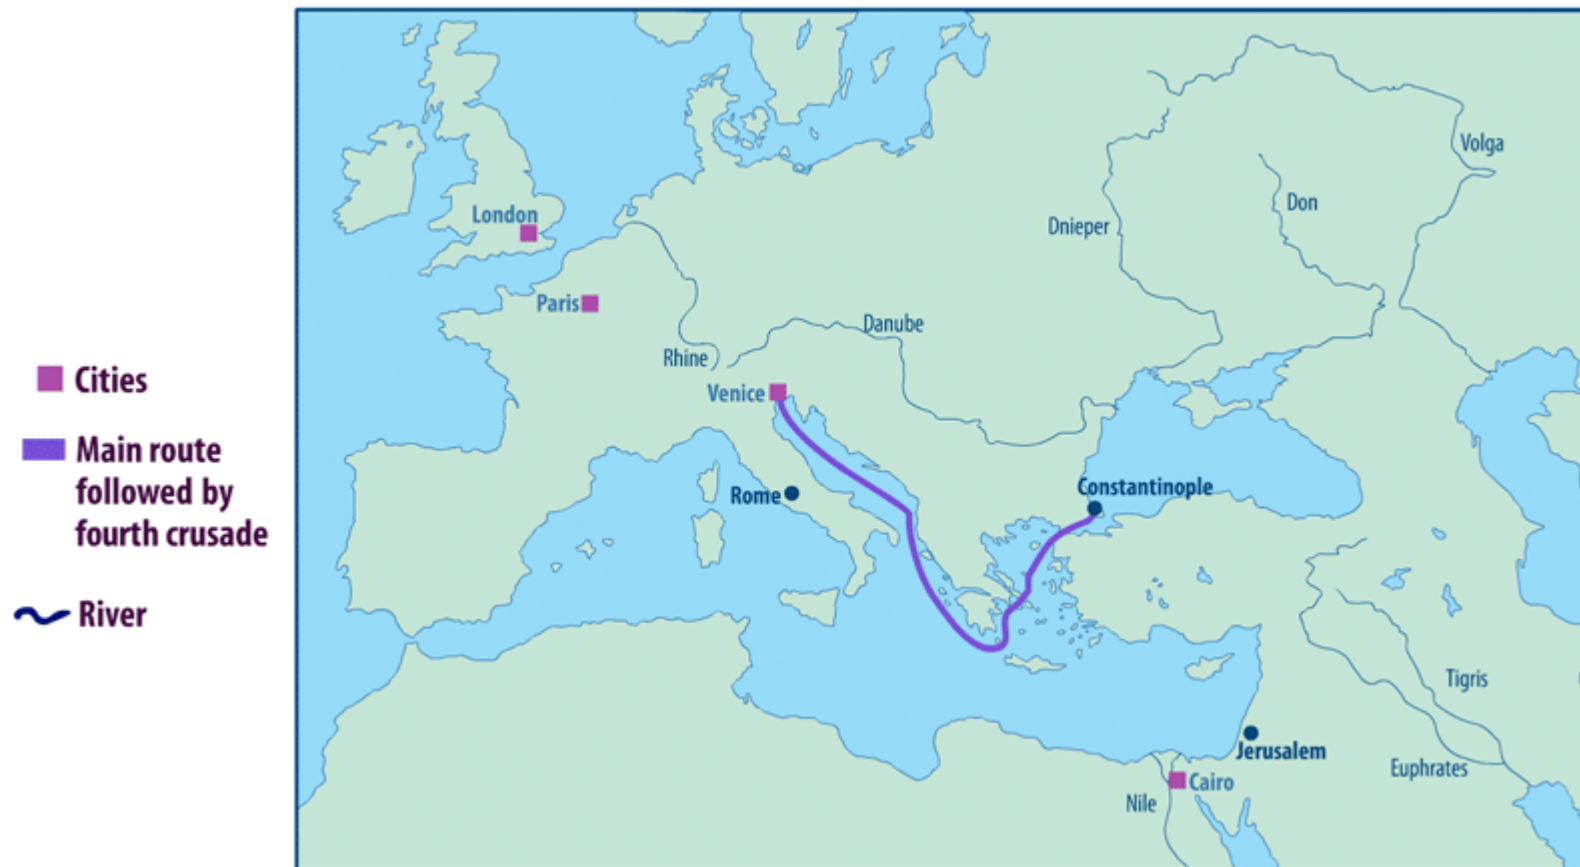 Cities
Main route
followed by
fourth crusade
River
London
Paris
Rhine
Venice
Danube
Rome
Constantinople
Dnieper
Don
Volga
Tigris
Euphrates
Jerusalem
Cairo
Nile